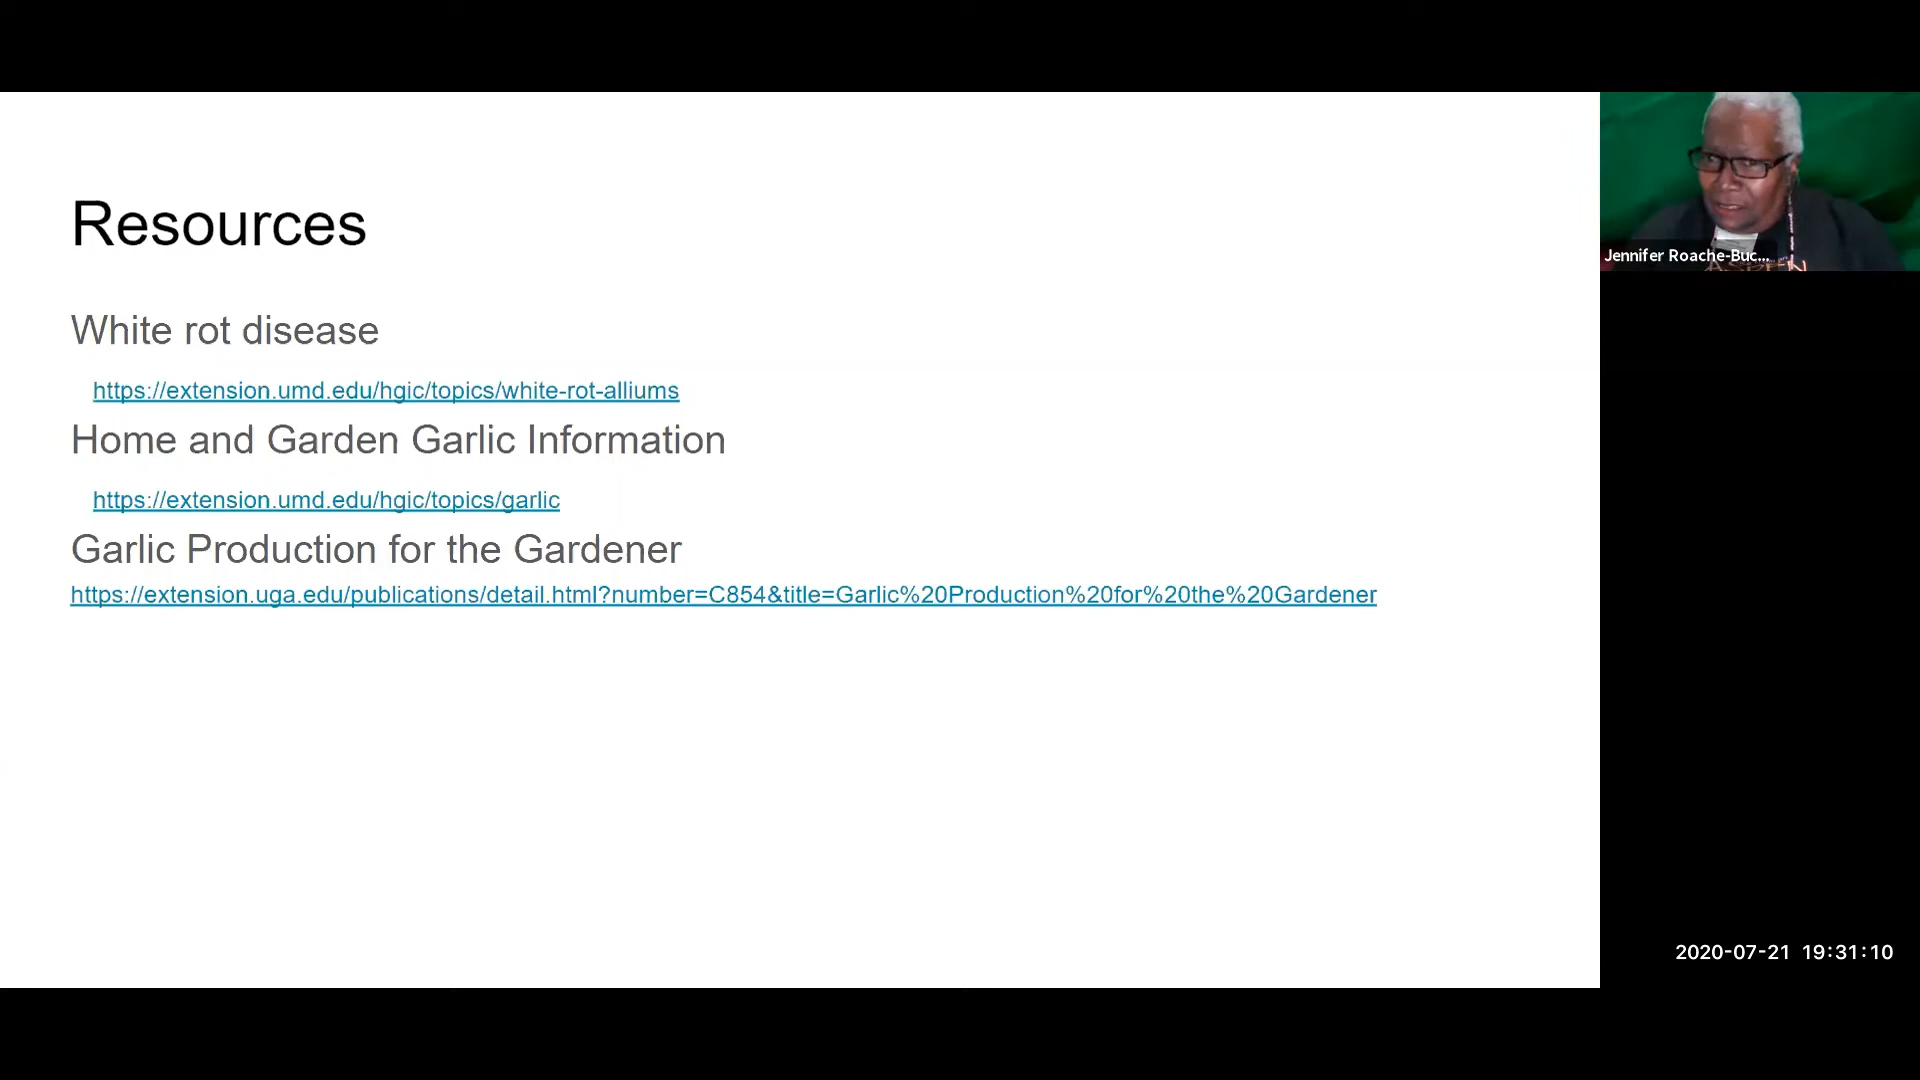 Resources
White rot disease
https://extension.umd.edu/hgic/topics/white-rot-alliums
Home and Garden Garlic Information
https://extension.umd.edu/hgic/topics/garlic
Garlic Production for the Gardener
https://extension.uga.edu/publications/detail.html?number=C854&title=Garlic%20Production%20for%20the%20Gardener
Jennifer Roache-Buc...
2020-07-21 19:31:10